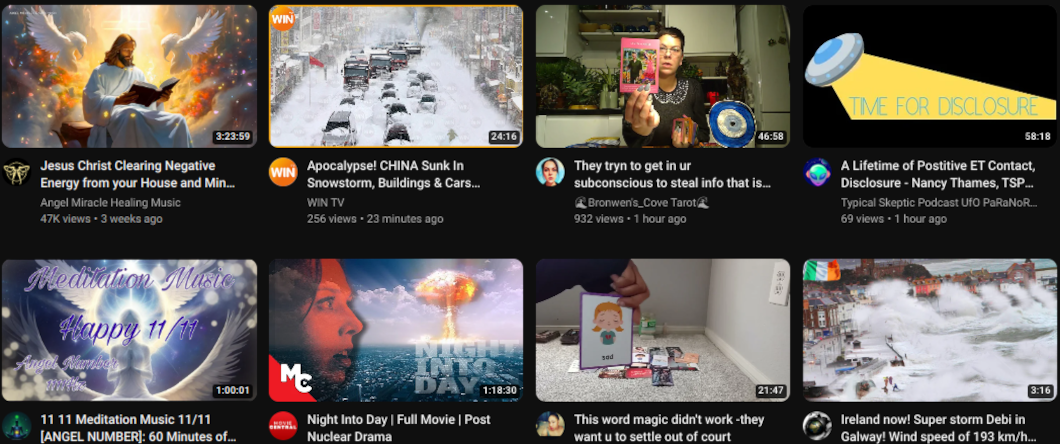 3:23:59
Jesus Christ Clearing Negative
Energy from your House and Min...
Angel Miracle Healing Music
47K views • 3 weeks ago
WIN
24:16
WIN
Apocalypse! CHINA Sunk In
Snowstorm, Buildings & Cars...
WIN TV
256 views • 23 minutes ago
46:58
They tryn to get in ur
subconscious to steal info that is...
🌊Bronwen's_Cove Tarot🌊
932 views • 1 hour ago
TIME FOR DISCLOSURE
58:18
A Lifetime of Postitive ET Contact,
Disclosure - Nancy Thames, TSP...
Typical Skeptic Podcast UfO PaRaNoR...
69 views • 1 hour ago
Meditation Music
Happy 11/11
Angel Number
1:00:01
11 11 Meditation Music 11/11
[ANGEL NUMBER]: 60 Minutes of...
MC
NIGHT
INTO
DAY
1:18:30
MOVIE
CENTRAL
Night Into Day | Full Movie | Post
Nuclear Drama
sad
21:47
This word magic didn't work -they
want u to settle out of court
3:16
Ireland now! Super storm Debi in
Galway! Wind speed of 193 km/h...